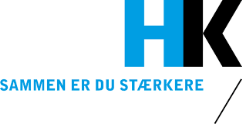 HK
SAMMEN ER DU STÆRKERE